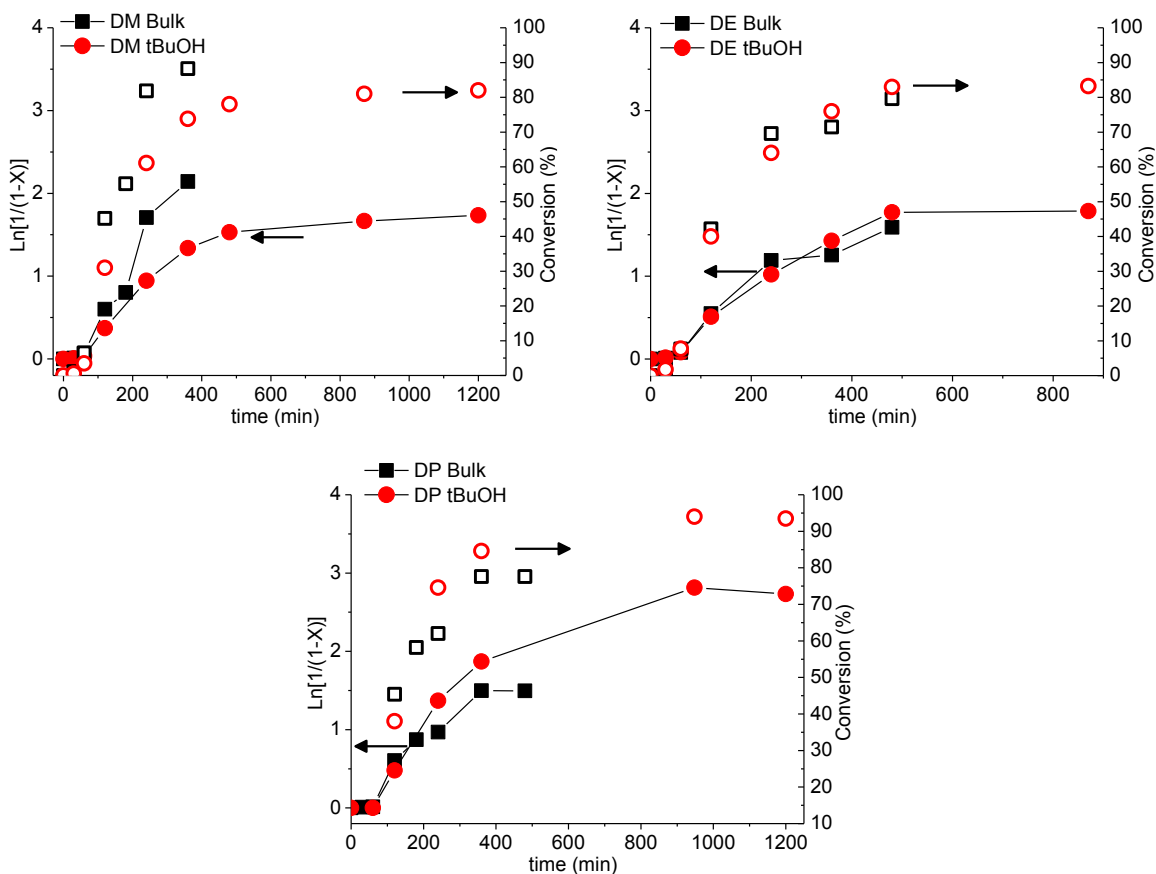 DM Bulk
DM tBuOH
4
3
2
1
0
Ln[1/(1-X)]
100
90
80
70
60
50
40
30
20
10
0
Conversion (%)
0 200 400 600 800 1000 1200
time (min)
DE Bulk
DE tBuOH
4
3
2
1
0
Ln[1/(1-X)]
100
90
80
70
60
50
40
30
20
10
0
Conversion (%)
0 200 400 600 800
time (min)
DP Bulk
DP tBuOH
4
3
2
1
0
Ln[1/(1-X)]
100
90
80
70
60
50
40
30
20
10
Conversion (%)
0 200 400 600 800 1000 1200
time (min)